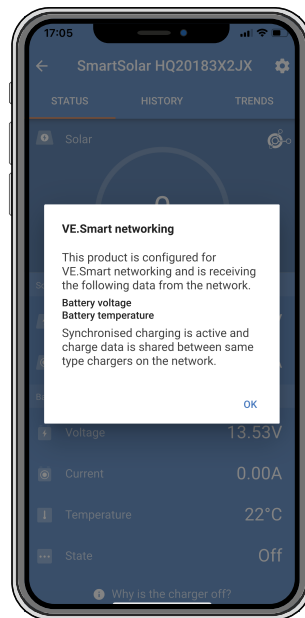 17:05
SmartSolar HQ20183X2JX
STATUS HISTORY TRENDS
Solar
VE.Smart networking
This product is configured for
VE.Smart networking and is receiving
the following data from the network.
Battery voltage
Battery temperature
Synchronised charging is active and
charge data is shared between same
type chargers on the network.
OK
Voltage 13.53V
Current 0.00A
Temperature 22°C
State Off
Why is the charger off?